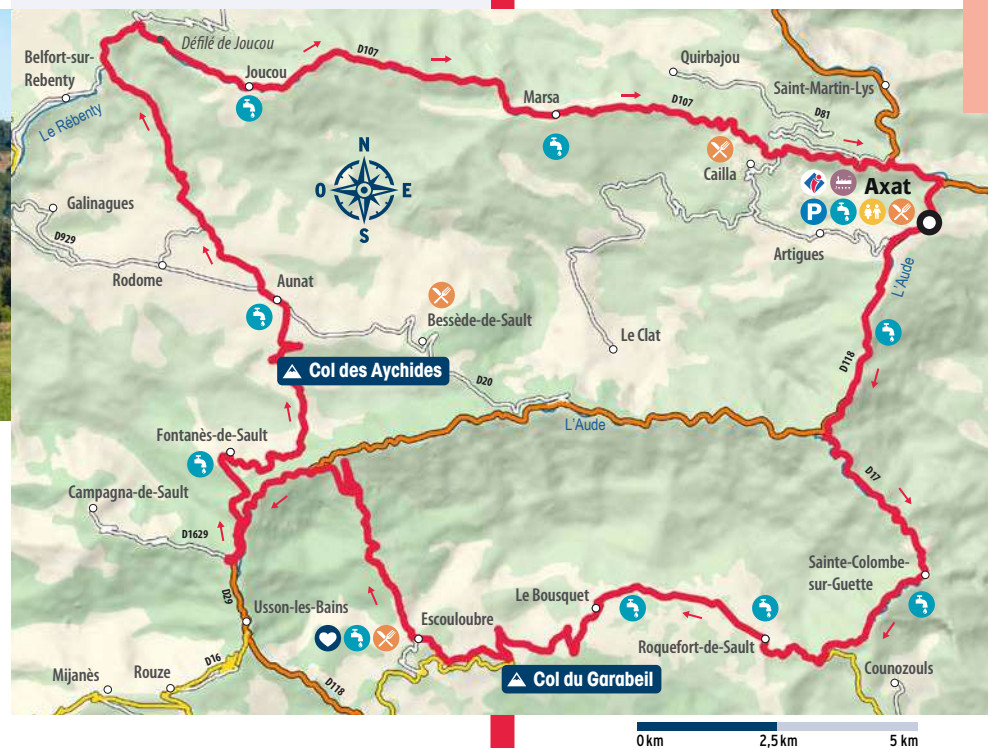 Défilé de Joucou
Belfort-sur-
Rebenty
Joucou
D107
Le Rébenty
Marsa
D107
Quirbajou
Saint-Martin-Lys
D81
Cailla
Axat
P
N
O
E
S
Galinagues
D929
Rodome
Aunat
Artigues
L'Aude
Bessède-de-Sault
Le Clat
Col des Aychides
D20
D118
L'Aude
Fontanès-de-Sault
Campagna-de-Sault
D1629
D17
Sainte-Colombe-
sur-Guette
D29
Usson-les-Bains
Escouloubre
Le Bousquet
Roquefort-de-Sault
Counozouls
Mijanès
Rouze
D16
D118
Col du Garabeil
0 km
2,5 km
5 km